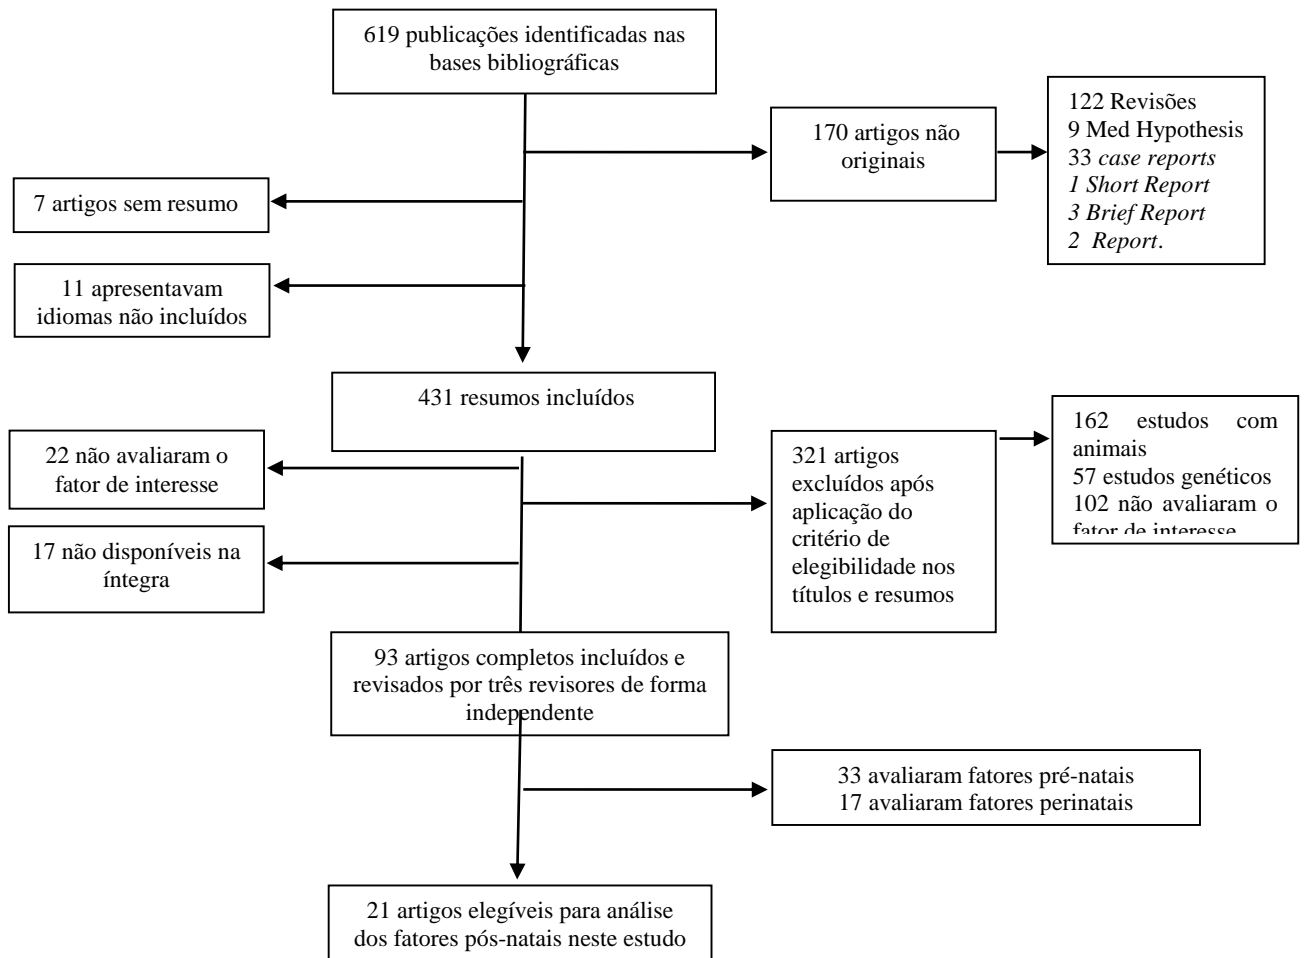 619 publicações identificadas nas
bases bibliográficas
170 artigos não
originais
122 Revisões
9 Med Hypothesis
33 case reports
1 Short Report
3 Brief Report
2 Report.
7 artigos sem resumo
11 apresentavam
idiomas não incluídos
431 resumos incluídos
22 não avaliaram o
fator de interesse
321 artigos
excluídos após
aplicação do
critério de
elegibilidade nos
títulos e resumos
162 estudos com
animais
57 estudos genéticos
102 não avaliaram o
fator de interesse
17 não disponíveis na
íntegra
93 artigos completos incluídos e
revisados por três revisores de forma
independente
33 avaliaram fatores pré-natais
17 avaliaram fatores perinatais
21 artigos elegíveis para análise
dos fatores pós-natais neste estudo